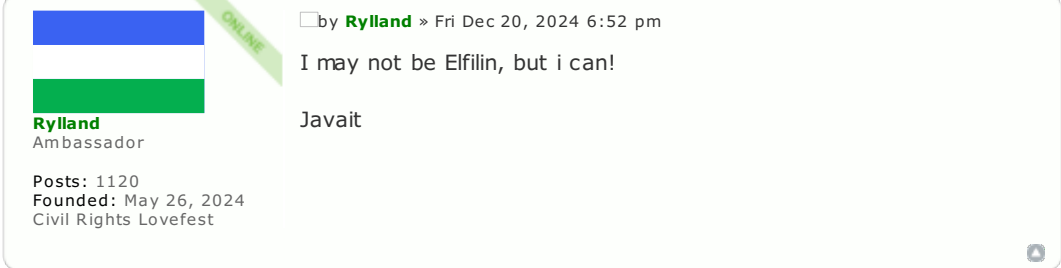 ONLINE
by Rylland » Fri Dec 20, 2024 6:52 pm
I may not be Elfilin, but i can!
Javait
Rylland
Ambassador
Posts: 1120
Founded: May 26, 2024
Civil Rights Lovefest